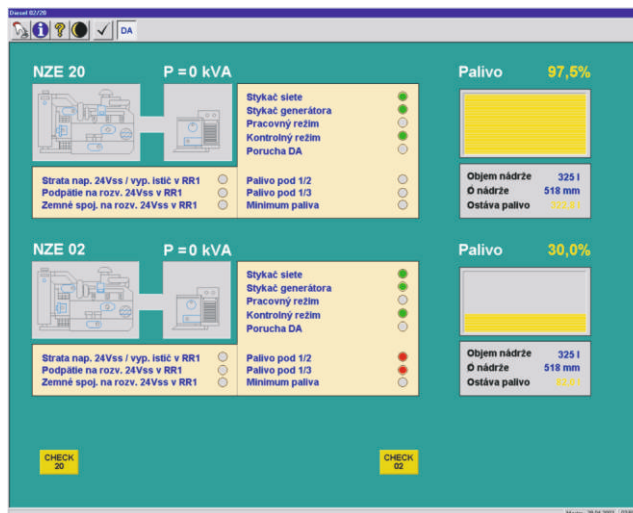 Diesel 02/20
DA
NZE 20 P = 0 kVA Palivo 97,5%
Stykač siete
Stykač generátora
Pracovný režim
Kontrolný režim
Porucha DA
Strata nap. 24Vss / vyp. istič v RR1
Podpätie na rozv. 24Vss v RR1
Zemné spoj. na rozv. 24Vss v RR1
Palivo pod 1/2
Palivo pod 1/3
Minimum paliva
Objem nádrže 325 l
Ó nádrže 518 mm
Ostáva palivo
NZE 02 P = 0 kVA Palivo 30,0%
Stykač siete
Stykač generátora
Pracovný režim
Kontrolný režim
Porucha DA
Strata nap. 24Vss / vyp. istič v RR1
Podpätie na rozv. 24Vss v RR1
Zemné spoj. na rozv. 24Vss v RR1
Palivo pod 1/2
Palivo pod 1/3
Minimum paliva
Objem nádrže 325 l
Ó nádrže 518 mm
Ostáva palivo
CHECK
20
CHECK
02